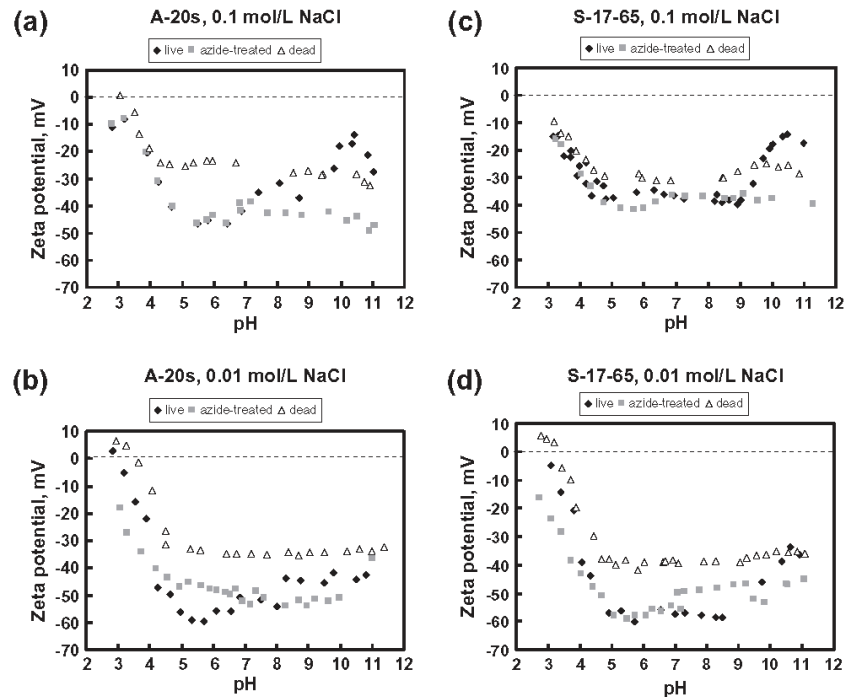 (a)
A-20s, 0.1 mol/L NaCl
live azide-treated dead
Zeta potential, mV
10
0
-10
-20
-30
-40
-50
-60
-70
2 3 4 5 6 7 8 9 10 11 12
pH
(c)
S-17-65, 0.1 mol/L NaCl
live azide-treated dead
Zeta potential, mV
10
0
-10
-20
-30
-40
-50
-60
-70
2 3 4 5 6 7 8 9 10 11 12
pH
(b)
A-20s, 0.01 mol/L NaCl
live azide-treated dead
Zeta potential, mV
10
0
-10
-20
-30
-40
-50
-60
-70
2 3 4 5 6 7 8 9 10 11 12
pH
(d)
S-17-65, 0.01 mol/L NaCl
live azide-treated dead
Zeta potential, mV
10
0
-10
-20
-30
-40
-50
-60
-70
2 3 4 5 6 7 8 9 10 11 12
pH